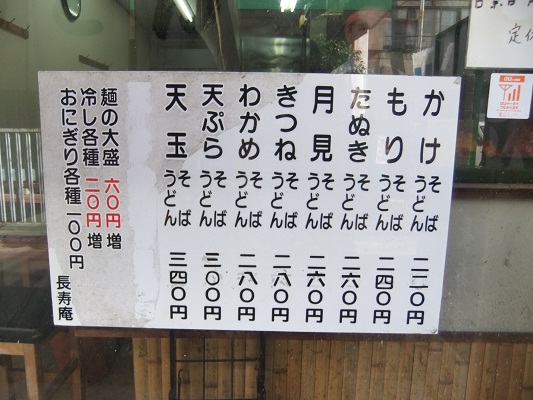 かけ そば うどん 二二〇円
もり そば うどん 二四〇円
たぬき そば うどん 二六〇円
月見 そば うどん 二六〇円
きつね そば うどん 二八〇円
わかめ そば うどん 二八〇円
天ぷら そば うどん 三〇〇円
天玉 そば うどん 三四〇円
麺の大盛 六〇円増
冷し各種 二〇円増
おにぎり各種 一〇〇円
長寿庵
定休